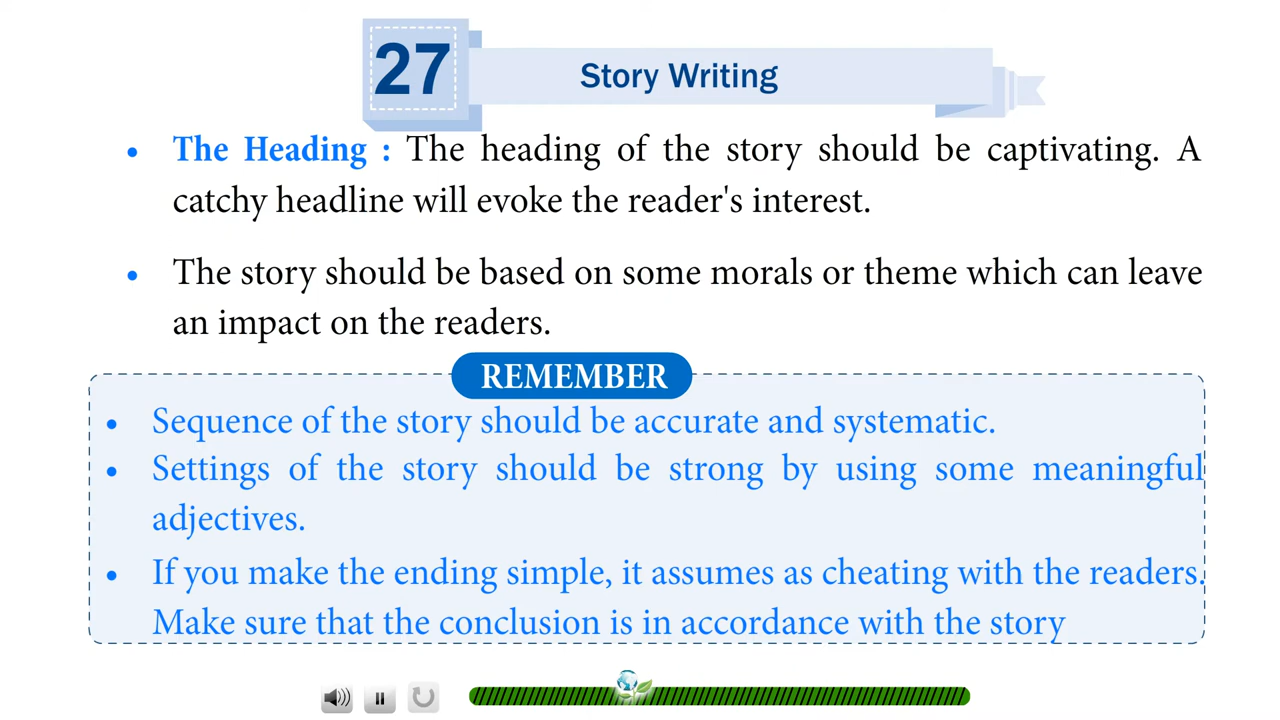 27
Story Writing
• The Heading : The heading of the story should be captivating. A
catchy headline will evoke the reader's interest.
• The story should be based on some morals or theme which can leave
an impact on the readers.
REMEMBER
• Sequence of the story should be accurate and systematic.
• Settings of the story should be strong by using some meaningful
adjectives.
• If you make the ending simple, it assumes as cheating with the readers.
Make sure that the conclusion is in accordance with the story